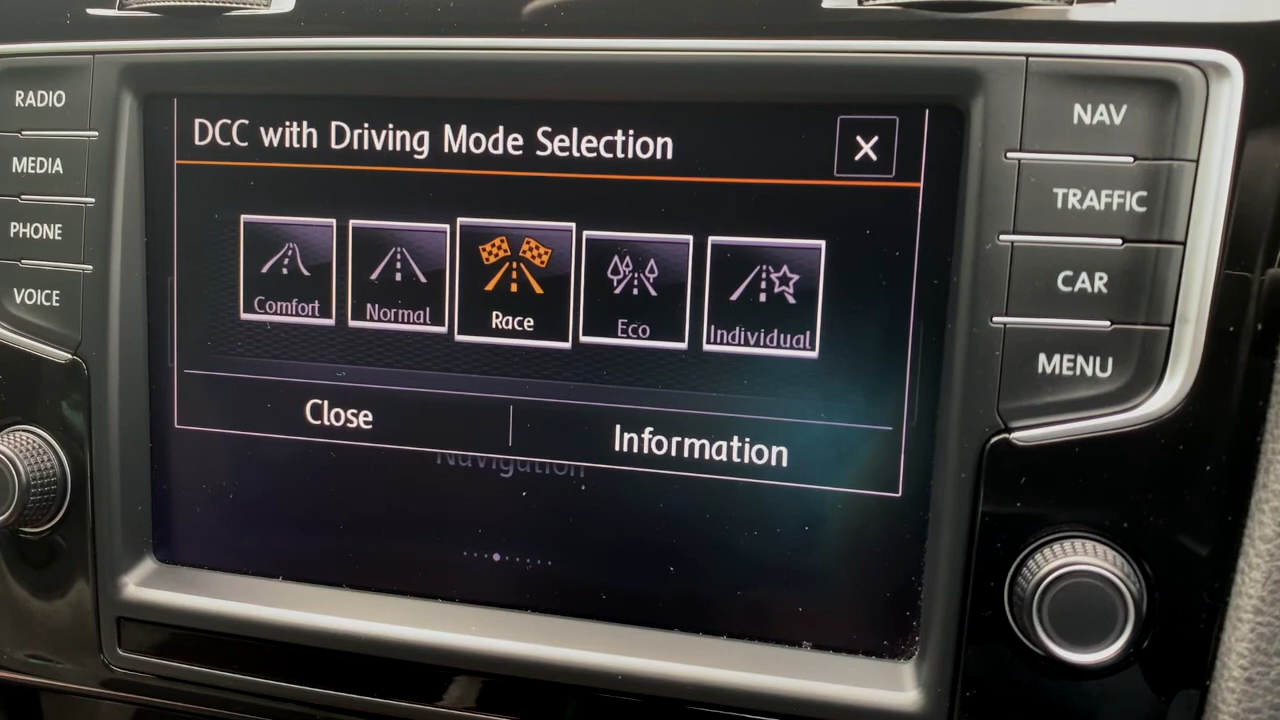 RADIO
MEDIA
PHONE
VOICE
DCC with Driving Mode Selection
X
Comfort
Normal
Race
Eco
Individual
Close
Information
Navigation
NAV
TRAFFIC
CAR
MENU